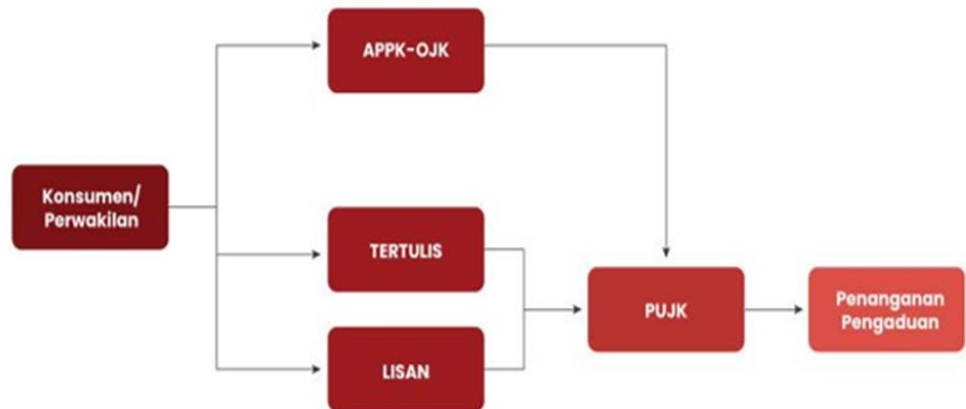 APPK-OJK
Konsumen/
Perwakilan
TERTULIS
LISAN
PUJK
Penanganan
Pengaduan